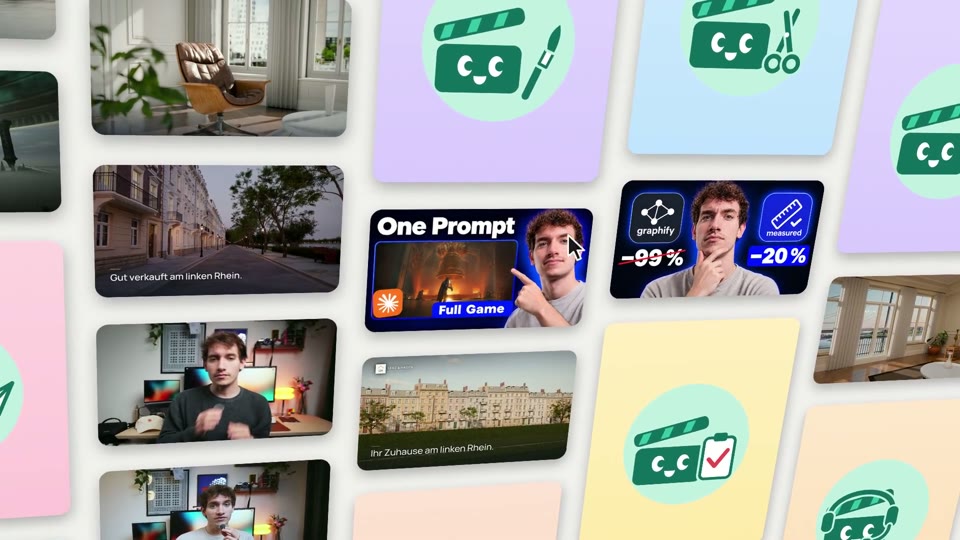 Gut verkauft am linken Rhein.
One Prompt
Full Game
graphify
measured
−99 %
−20 %
Ihr Zuhause am linken Rhein.